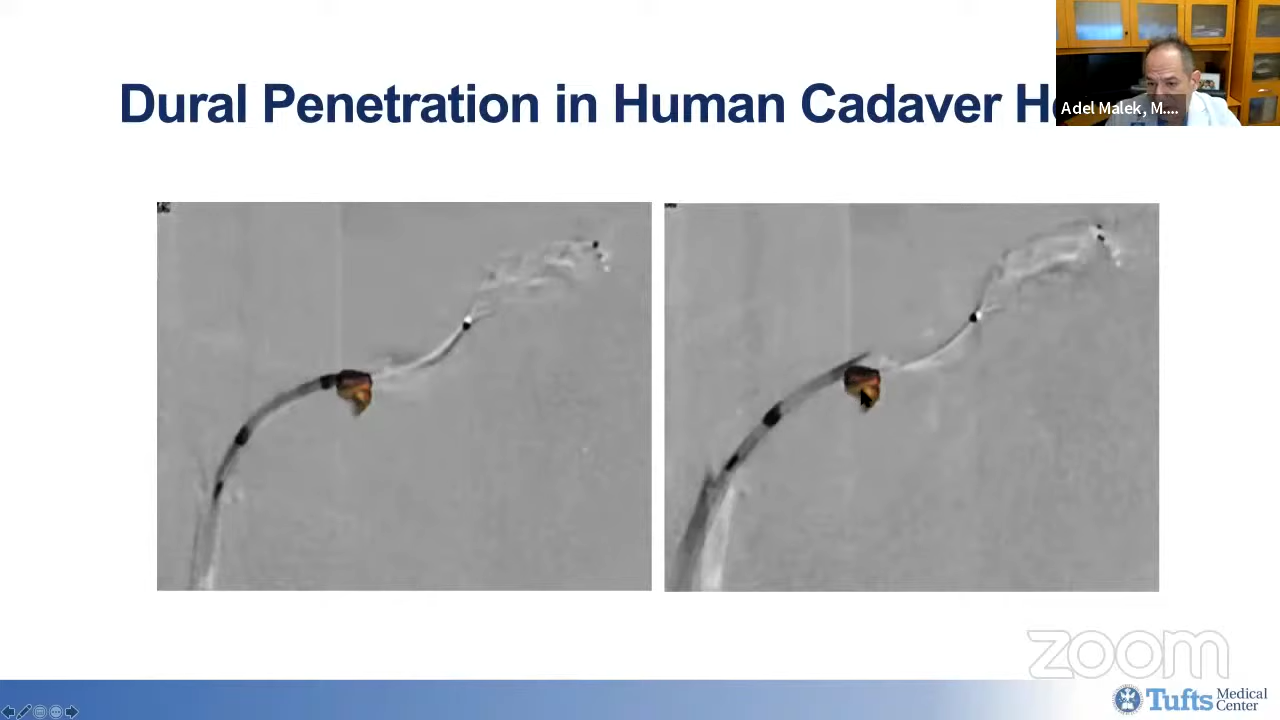 Dural Penetration in Human Cadaver
Adel Malek, M....
zoom
Tufts Medical
Center